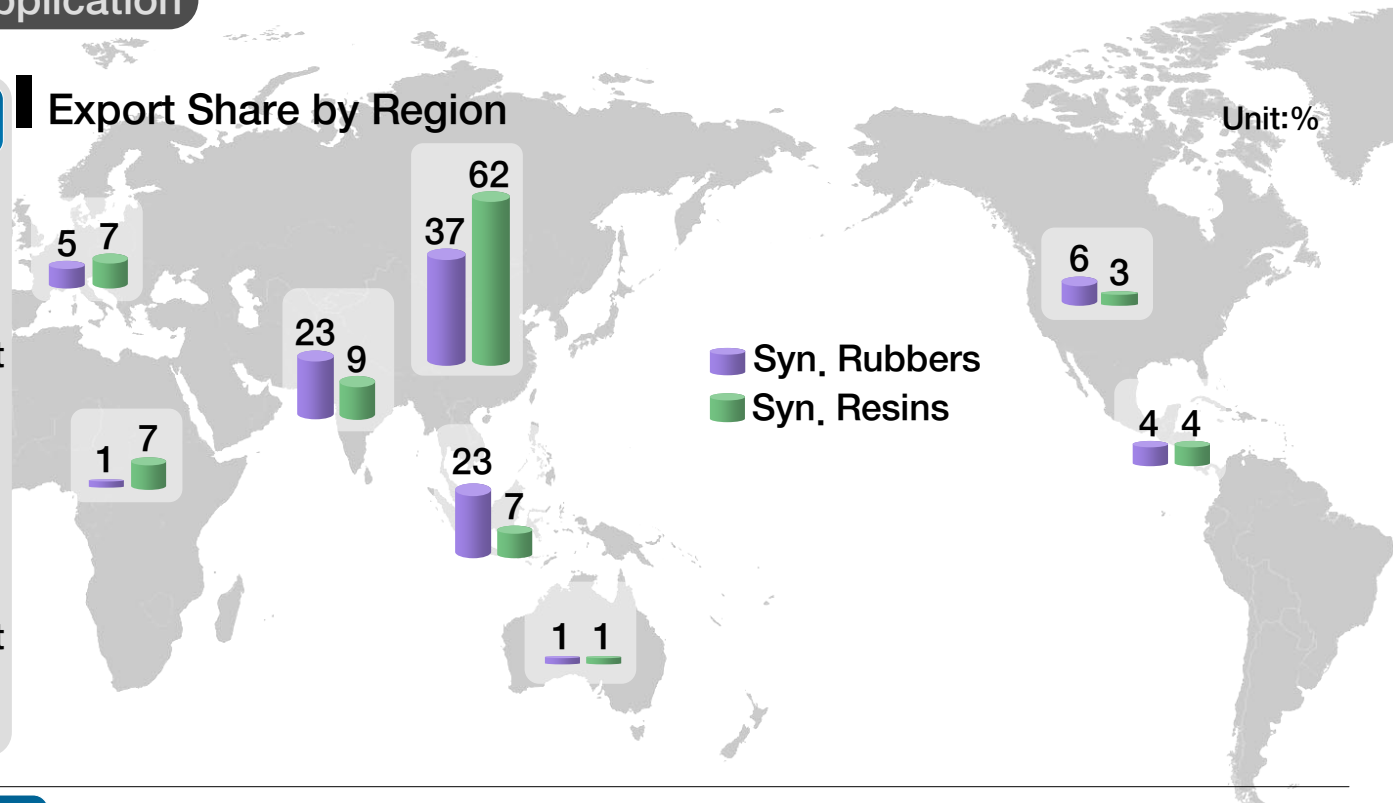 pplication
Export Share by Region
Unit:%
62
37
5 7
6 3
23
9
Syn. Rubbers
Syn. Resins
4 4
1 7
23
7
1 1
t
t